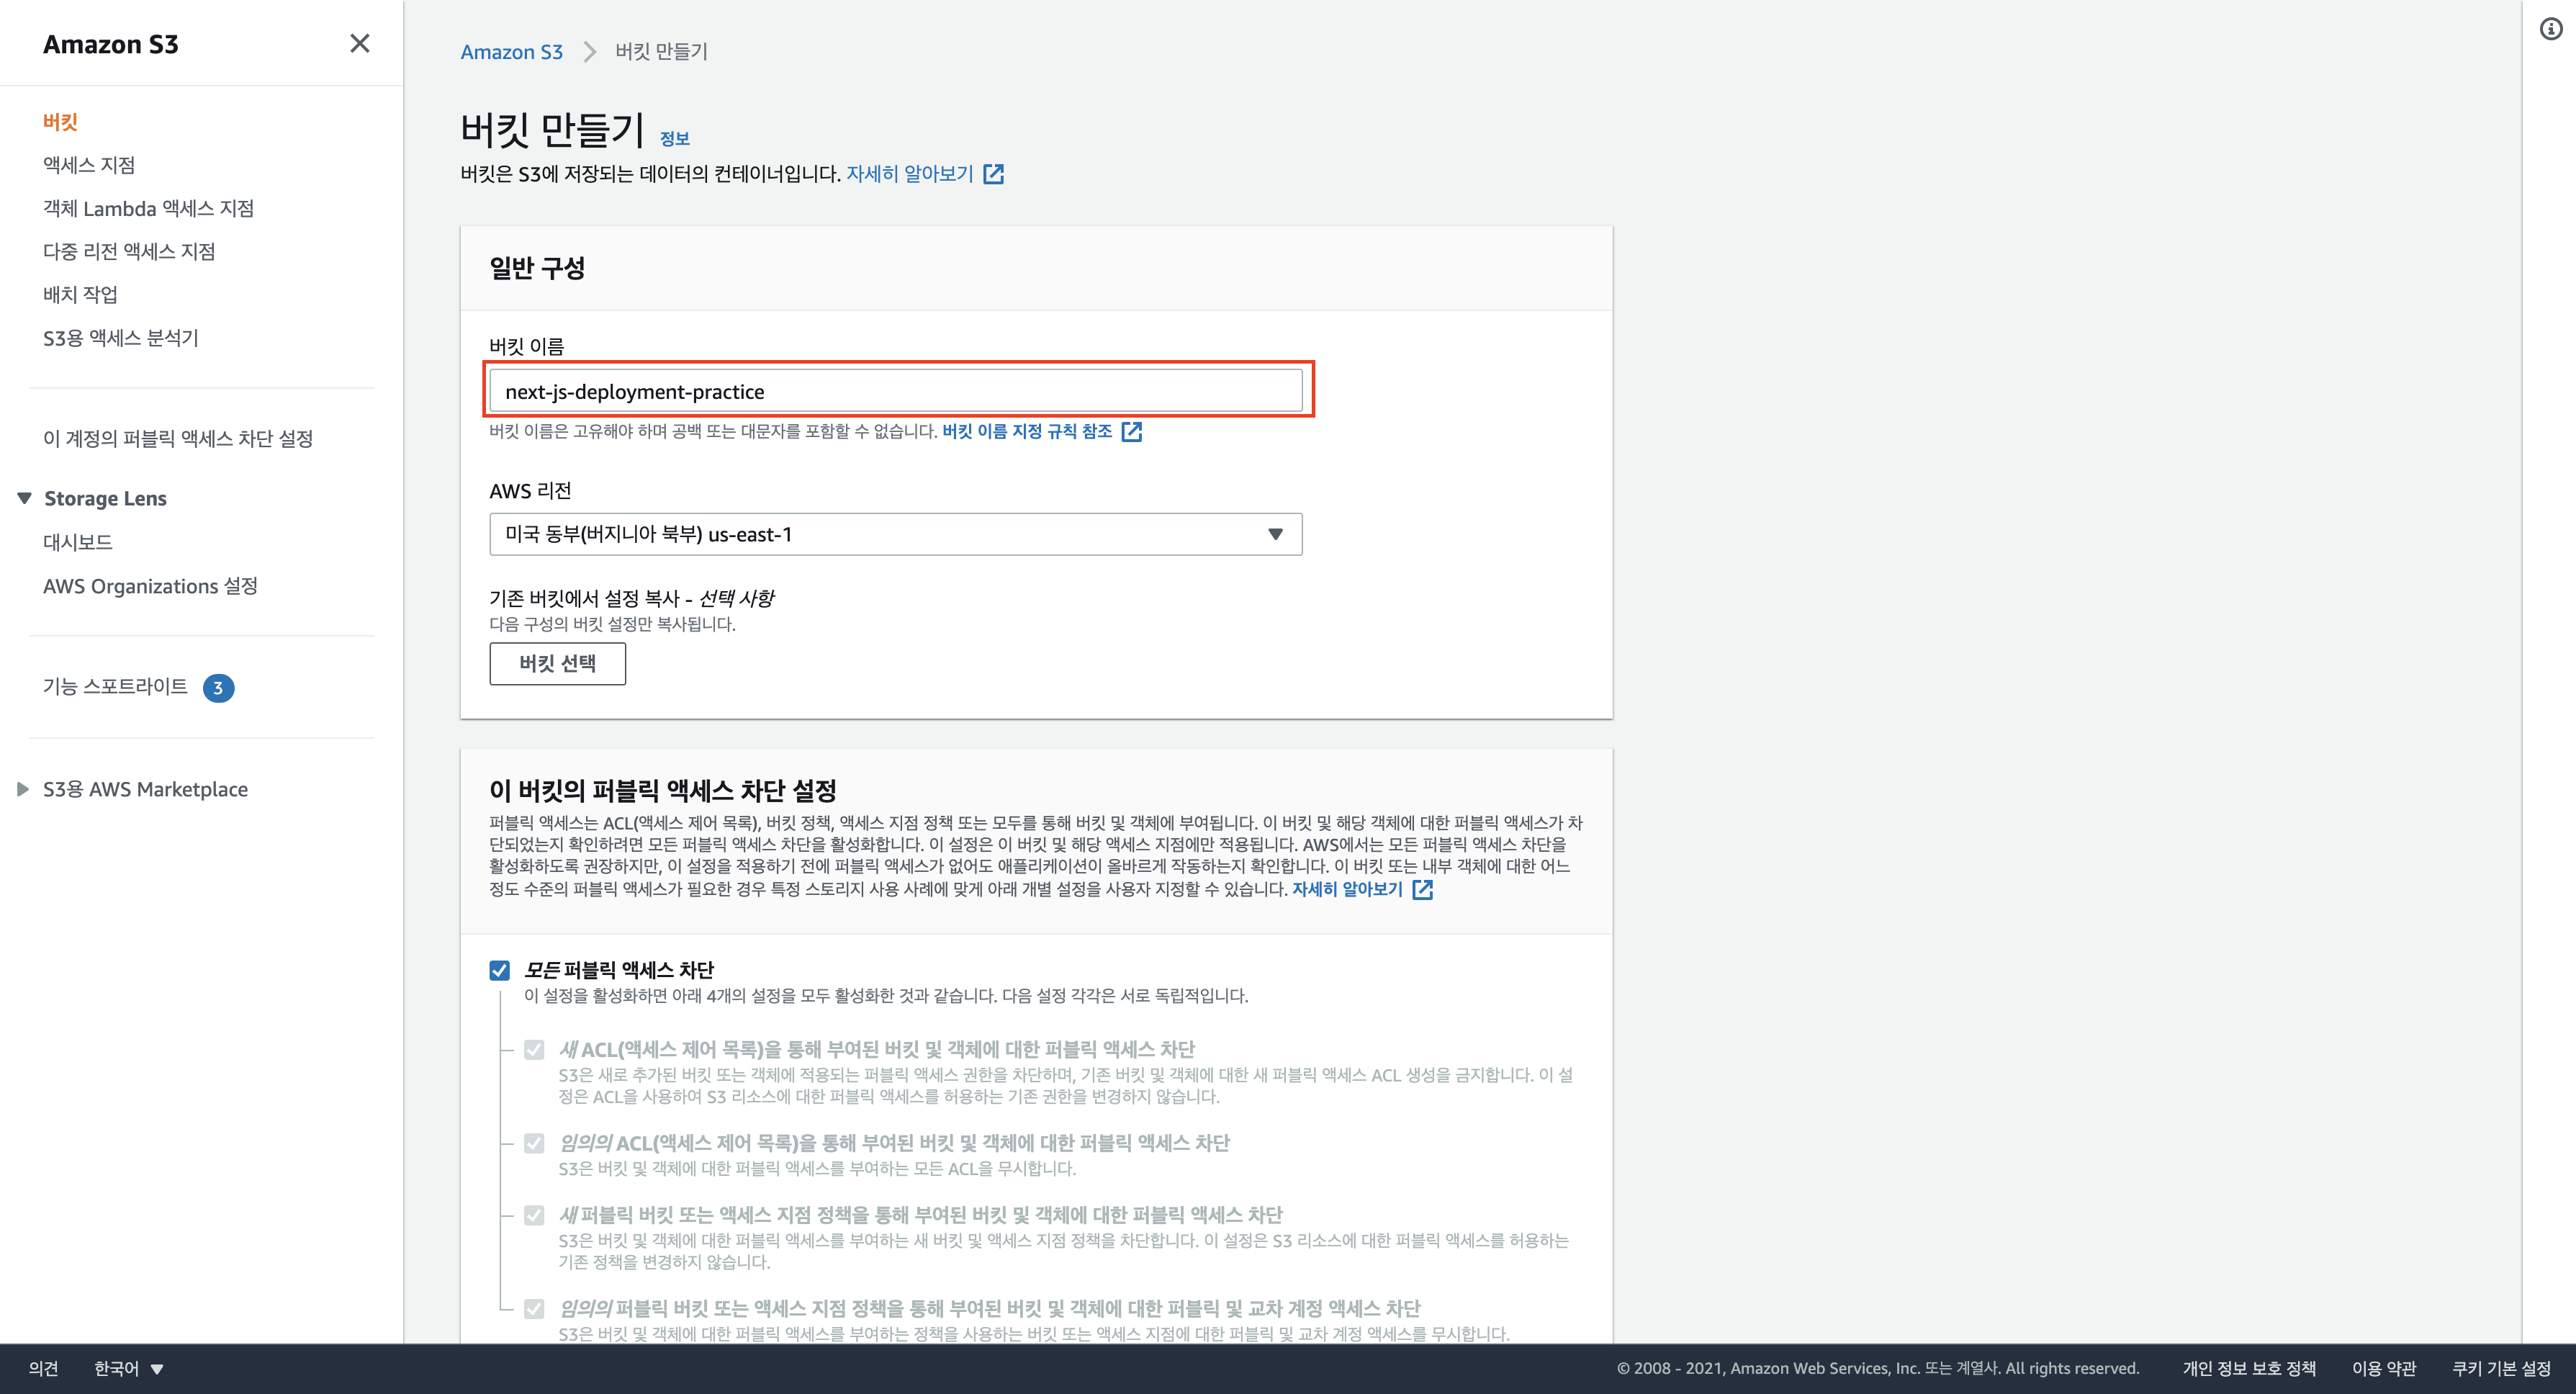 Amazon S3
버킷
액세스 지점
객체 Lambda 액세스 지점
다중 리전 액세스 지점
배치 작업
S3용 액세스 분석기
이 계정의 퍼블릭 액세스 차단 설정
Storage Lens
대시보드
AWS Organizations 설정
기능 스포트라이트 3
S3용 AWS Marketplace
Amazon S3 버킷 만들기
버킷 만들기 정보
버킷은 S3에 저장되는 데이터의 컨테이너입니다. 자세히 알아보기
일반 구성
버킷 이름
next-js-deployment-practice
버킷 이름은 고유해야 하며 공백 또는 대문자를 포함할 수 없습니다. 버킷 이름 지정 규칙 참조
AWS 리전
미국 동부(버지니아 북부) us-east-1
기존 버킷에서 설정 복사 - 선택 사항
다음 구성의 버킷 설정만 복사됩니다.
버킷 선택
이 버킷의 퍼블릭 액세스 차단 설정
퍼블릭 액세스는 ACL(액세스 제어 목록), 버킷 정책, 액세스 지점 정책 또는 모두를 통해 버킷 및 객체에 부여됩니다. 이 버킷 및 해당 객체에 대한 퍼블릭 액세스가 차
단되었는지 확인하려면 모든 퍼블릭 액세스 차단을 활성화합니다. 이 설정은 이 버킷 및 해당 액세스 지점에만 적용됩니다. AWS에서는 모든 퍼블릭 액세스 차단을
활성화하도록 권장하지만, 이 설정을 적용하기 전에 퍼블릭 액세스가 없어도 애플리케이션이 올바르게 작동하는지 확인합니다. 이 버킷 또는 내부 객체에 대한 어느
정도 수준의 퍼블릭 액세스가 필요한 경우 특정 스토리지 사용 사례에 맞게 아래 개별 설정을 사용자 지정할 수 있습니다. 자세히 알아보기
모든 퍼블릭 액세스 차단
이 설정을 활성화하면 아래 4개의 설정을 모두 활성화한 것과 같습니다. 다음 설정 각각은 서로 독립적입니다.
새 ACL(액세스 제어 목록)을 통해 부여된 버킷 및 객체에 대한 퍼블릭 액세스 차단
S3은 새로 추가된 버킷 또는 객체에 적용되는 퍼블릭 액세스 권한을 차단하며, 기존 버킷 및 객체에 대한 새 퍼블릭 액세스 ACL 생성을 금지합니다. 이 설
정은 ACL을 사용하여 S3 리소스에 대한 퍼블릭 액세스를 허용하는 기존 권한을 변경하지 않습니다.
임의의 ACL(액세스 제어 목록)을 통해 부여된 버킷 및 객체에 대한 퍼블릭 액세스 차단
S3은 버킷 및 객체에 대한 퍼블릭 액세스를 부여하는 모든 ACL을 무시합니다.
새 퍼블릭 버킷 또는 액세스 지점 정책을 통해 부여된 버킷 및 객체에 대한 퍼블릭 액세스 차단
S3은 버킷 및 객체에 대한 퍼블릭 액세스를 부여하는 새 버킷 및 액세스 지점 정책을 차단합니다. 이 설정은 S3 리소스에 대한 퍼블릭 액세스를 허용하는
기존 정책을 변경하지 않습니다.
임의의 퍼블릭 버킷 또는 액세스 지점 정책을 통해 부여된 버킷 및 객체에 대한 퍼블릭 및 교차 계정 액세스 차단
S3은 버킷 및 객체에 대한 퍼블릭 액세스를 부여하는 정책을 사용하는 버킷 또는 액세스 지점에 대한 퍼블릭 및 교차 계정 액세스를 무시합니다.
의견 한국어 © 2008 - 2021, Amazon Web Services, Inc. 또는 계열사. All rights reserved. 개인 정보 보호 정책 이용 약관 쿠키 기본 설정